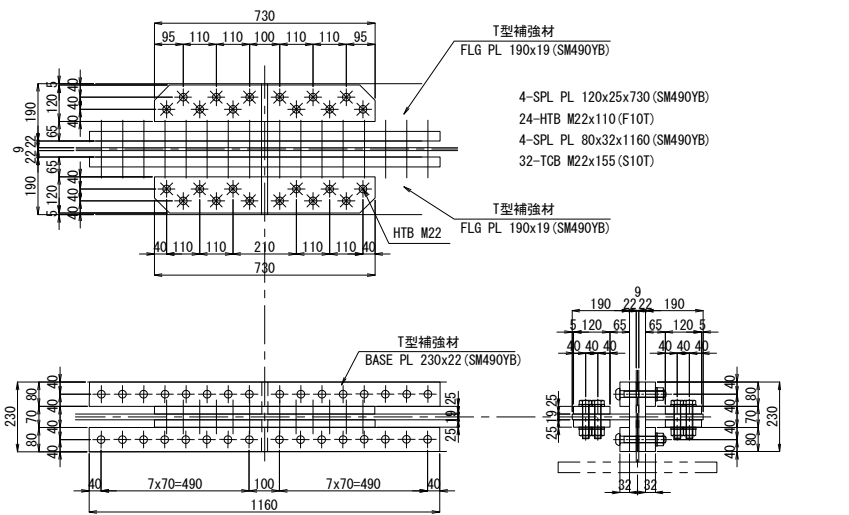 730
95 110 110 100 110 110 95
T型補強材
FLG PL 190x19(SM490YB)
4-SPL PL 120x25x730(SM490YB)
24-HTB M22x110(F10T)
4-SPL PL 80x32x1160(SM490YB)
32-TCB M22x155(S10T)
190 120 5 40 40 40
65
9 22 22
65
190 120 5 40 40 40
T型補強材
FLG PL 190x19(SM490YB)
HTB M22
40 110 110 210 110 110 40
730
T型補強材
BASE PL 230x22(SM490YB)
230 80 70 80 40 40 40 40
25 19 25
40 7x70=490 100 7x70=490 40
1160
9
190 22 22 190
5 120 65 65 120 5
40 40 40 40 40 40
25 19 25
40 40 40 40 80 70 80 230
32 32